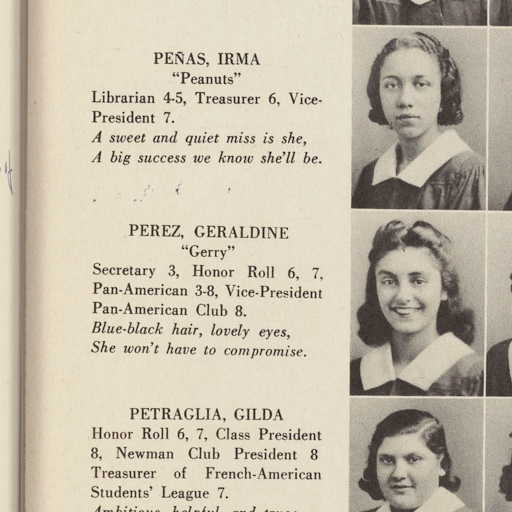 PEÑAS, IRMA
"Peanuts"
Librarian 4-5, Treasurer 6, Vice-
President 7.
A sweet and quiet miss is she,
A big success we know she'll be.
PEREZ, GERALDINE
"Gerry"
Secretary 3, Honor Roll 6, 7,
Pan-American 3-8, Vice-President
Pan-American Club 8.
Blue-black hair, lovely eyes,
She won't have to compromise.
PETRAGLIA, GILDA
Honor Roll 6, 7, Class President
8, Newman Club President 8
Treasurer of French-American
Students' League 7.
Ambitious, helpful, and true;